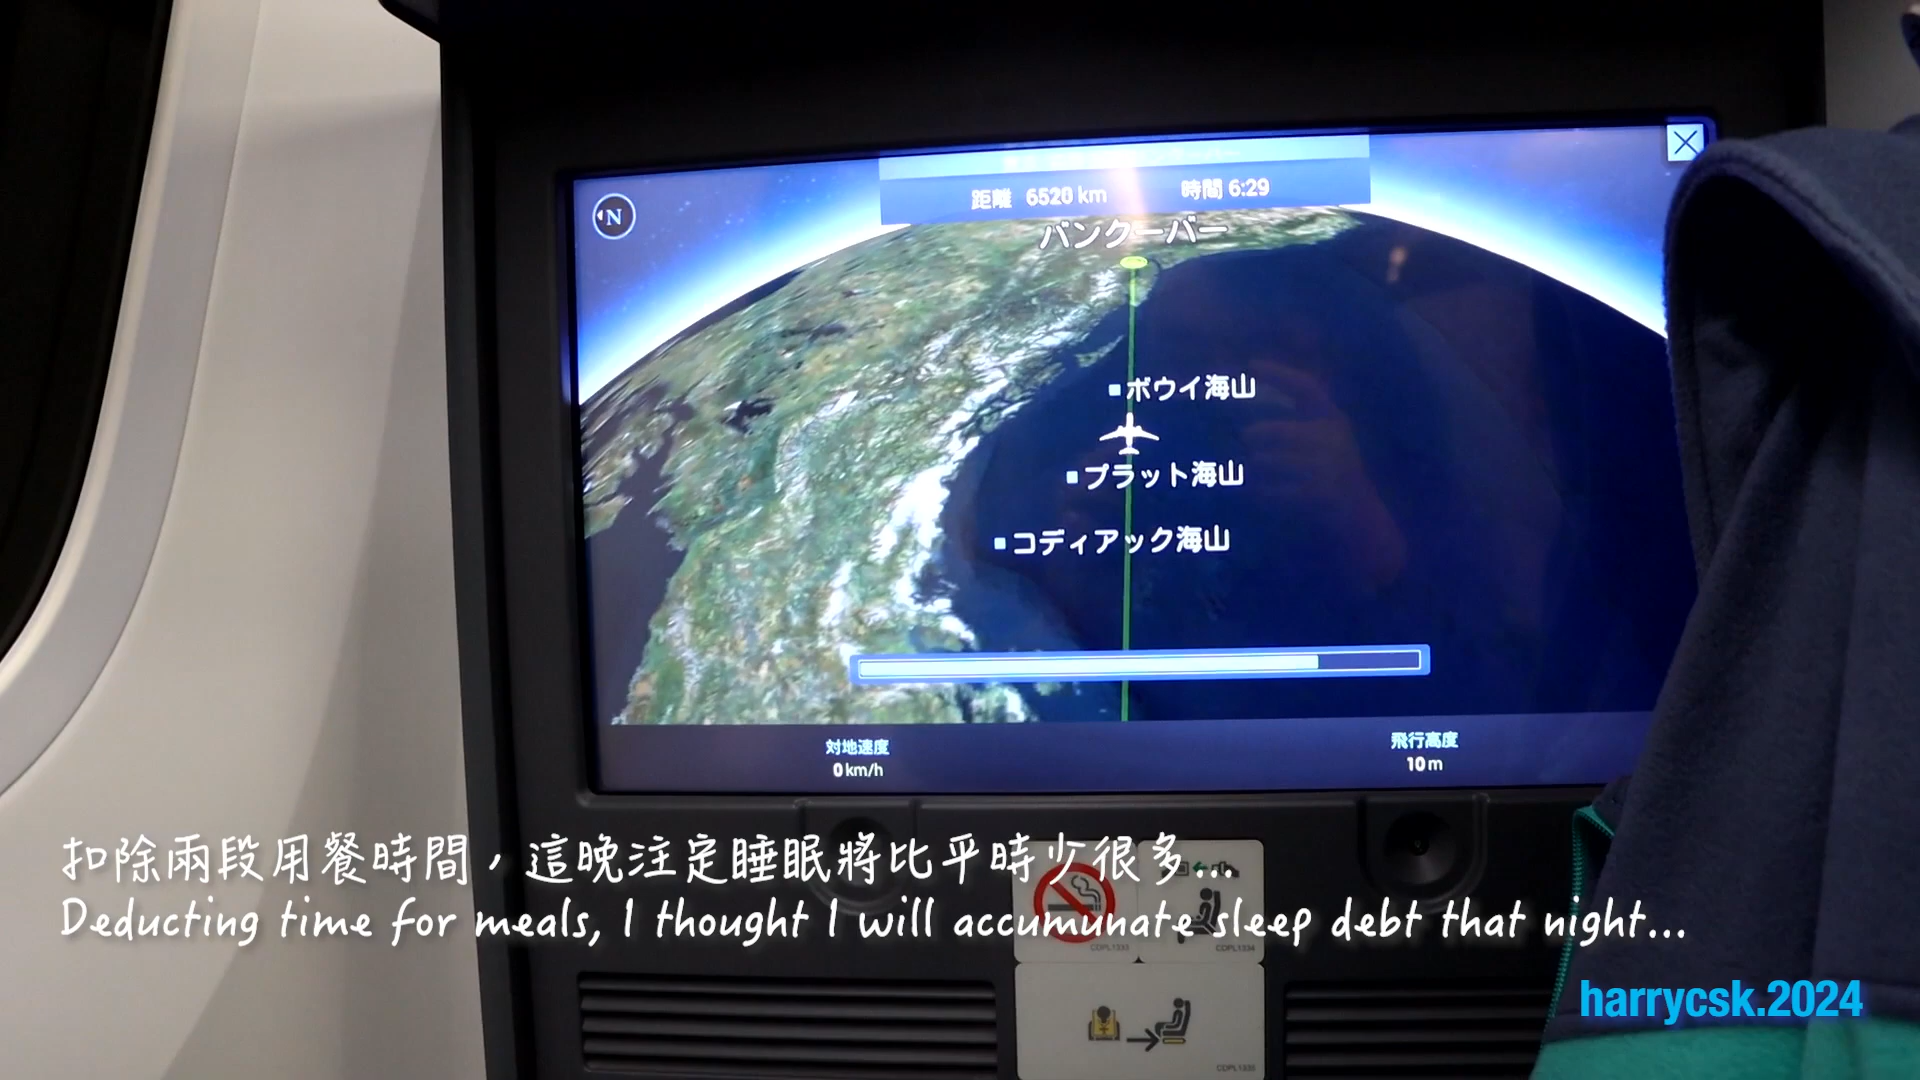 N
距離 6520 km 時間 6:29
バンクーバー
ボウイ海山
プラット海山
コディアック海山
対地速度
0 km/h
飛行高度
10 m
扣除兩段用餐時間，這晚注定睡眠將比平時少很多...
Deducting time for meals, I thought I will accumunate sleep debt that night...
CDPL1333
CDPL1334
harrycsk.2024
CDPL1335